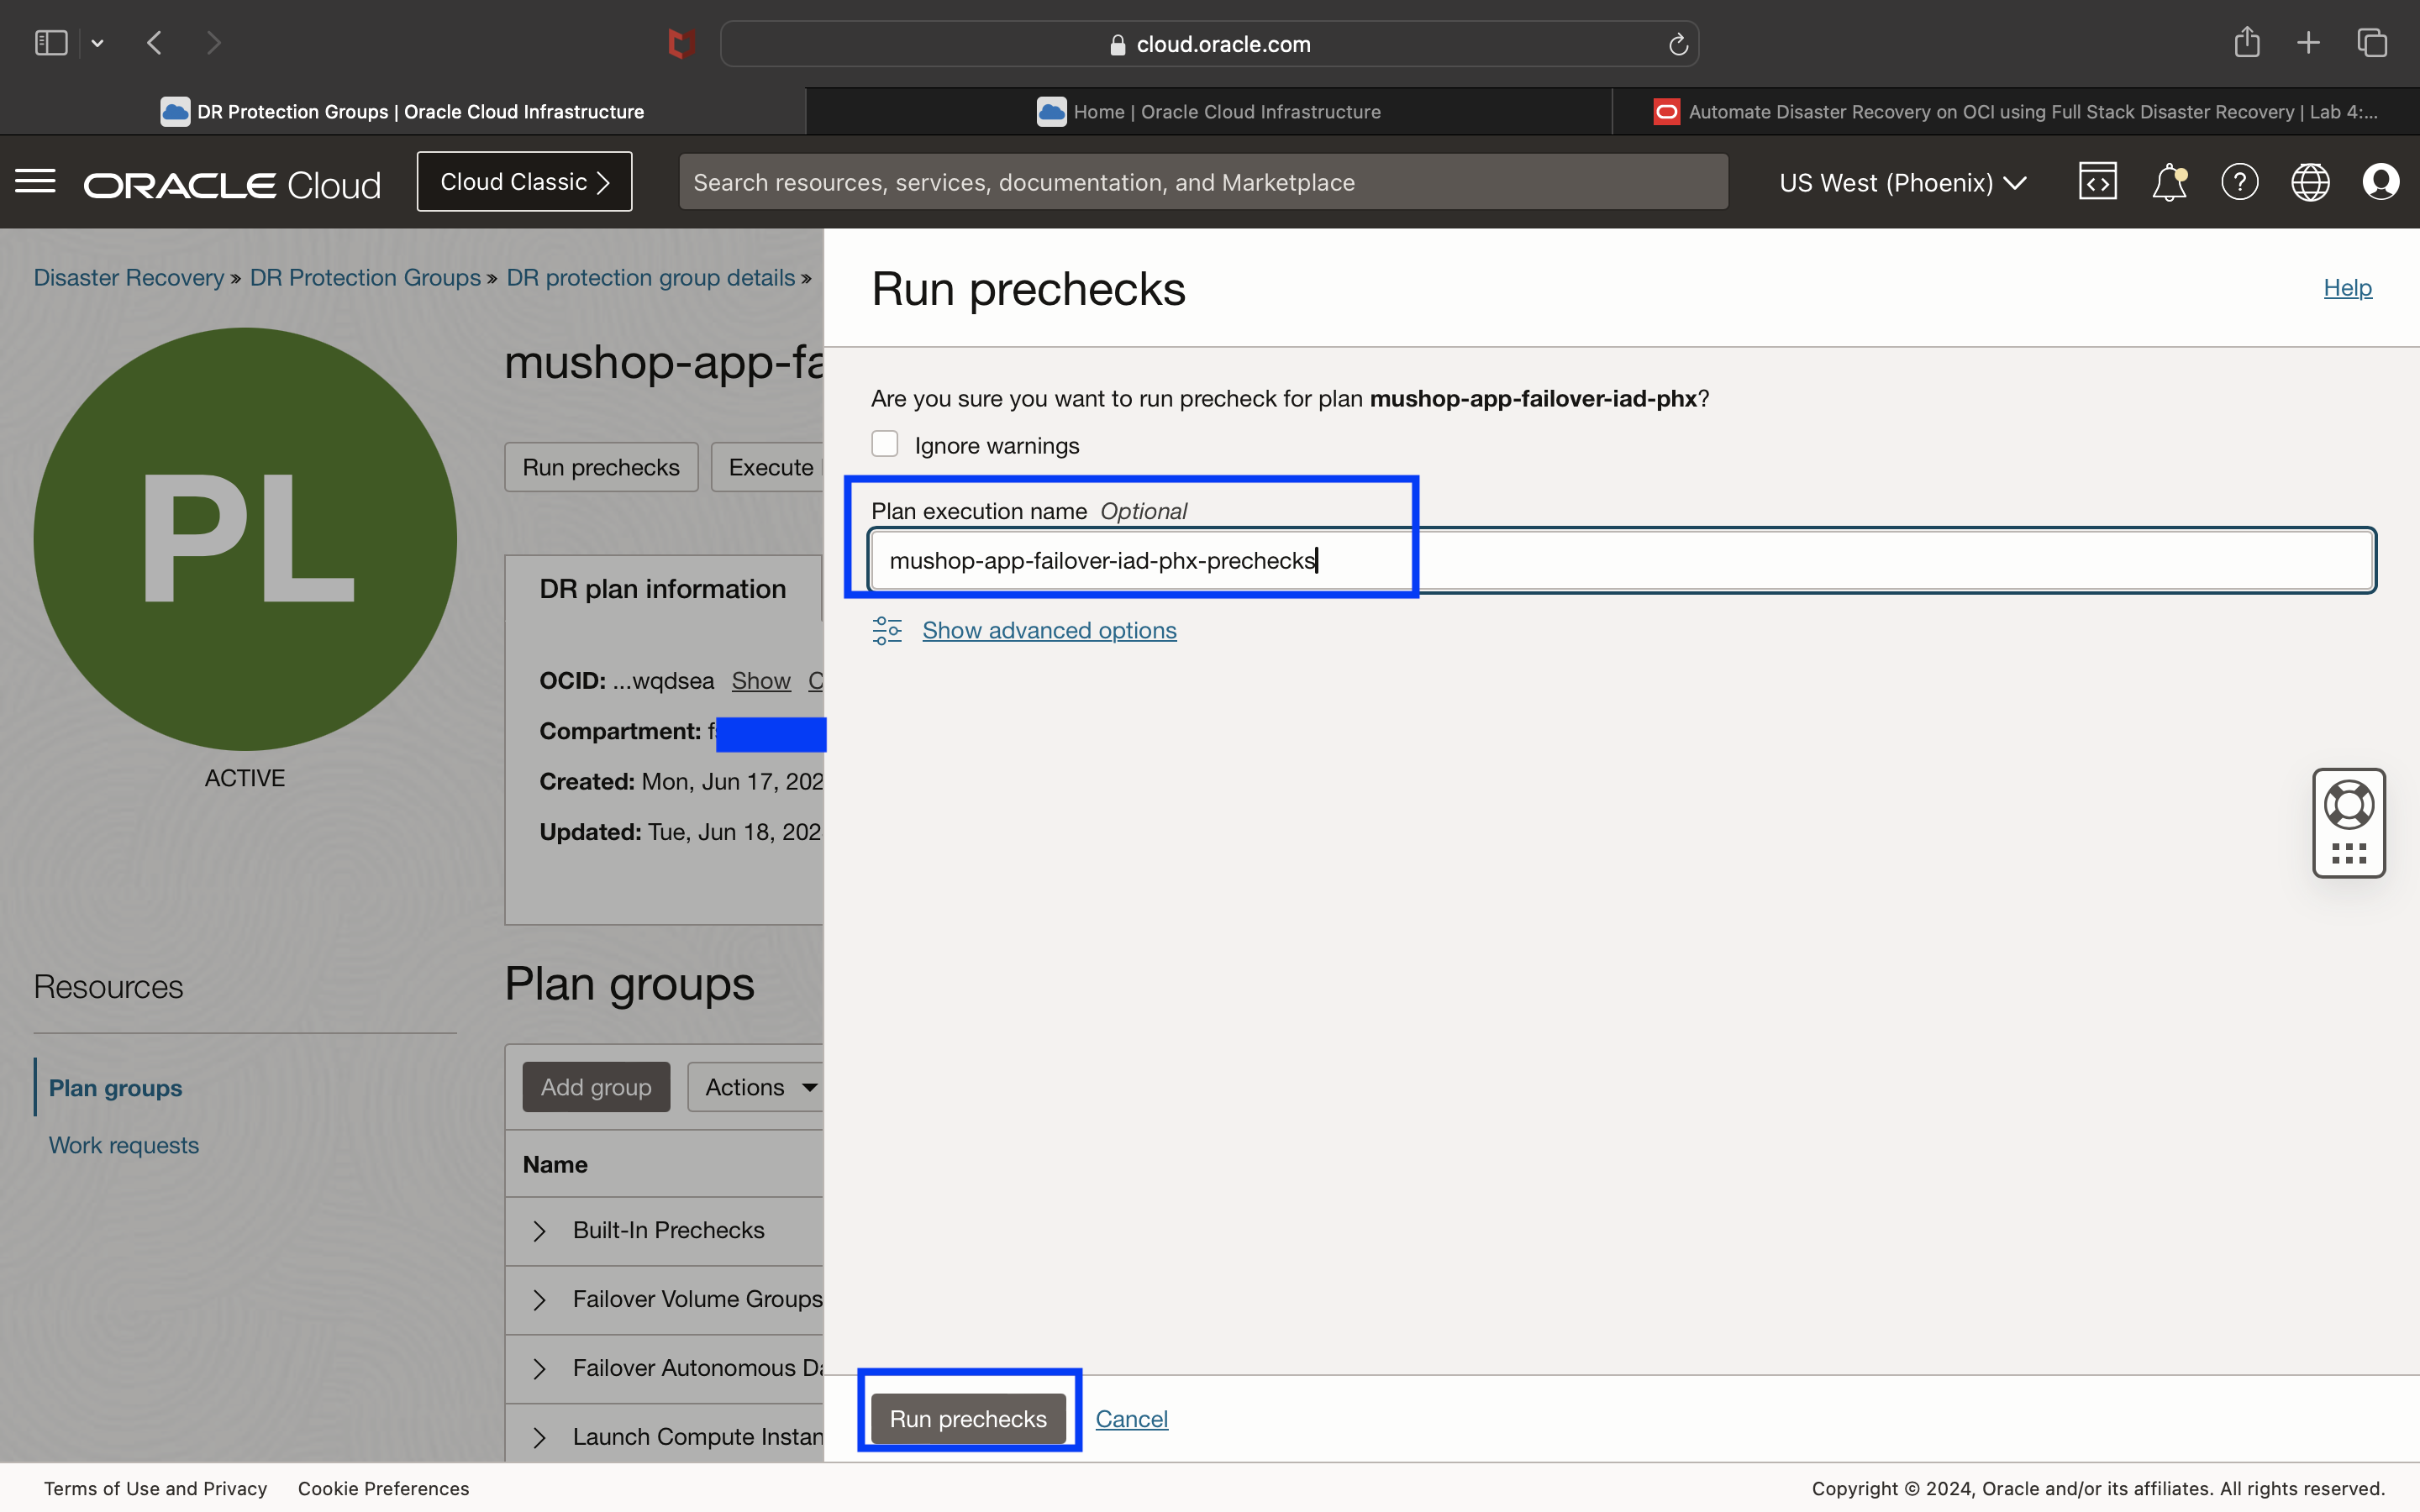 cloud.oracle.com
DR Protection Groups | Oracle Cloud Infrastructure
Home | Oracle Cloud Infrastructure
Automate Disaster Recovery on OCI using Full Stack Disaster Recovery | Lab 4:...
ORACLE Cloud
Cloud Classic
Search resources, services, documentation, and Marketplace
US West (Phoenix)
Disaster Recovery » DR Protection Groups » DR protection group details »
PL
ACTIVE
mushop-app-fa
Run prechecks
Execute
DR plan information
OCID: ...wqdsea Show C
Compartment: f
Created: Mon, Jun 17, 202
Updated: Tue, Jun 18, 202
Resources
Plan groups
Work requests
Plan groups
Add group
Actions
Name
Built-In Prechecks
Failover Volume Groups
Failover Autonomous Da
Launch Compute Instan
Run prechecks
Help
Are you sure you want to run precheck for plan mushop-app-failover-iad-phx?
Ignore warnings
Plan execution name Optional
mushop-app-failover-iad-phx-prechecks
Show advanced options
Run prechecks
Cancel
Terms of Use and Privacy
Cookie Preferences
Copyright © 2024, Oracle and/or its affiliates. All rights reserved.